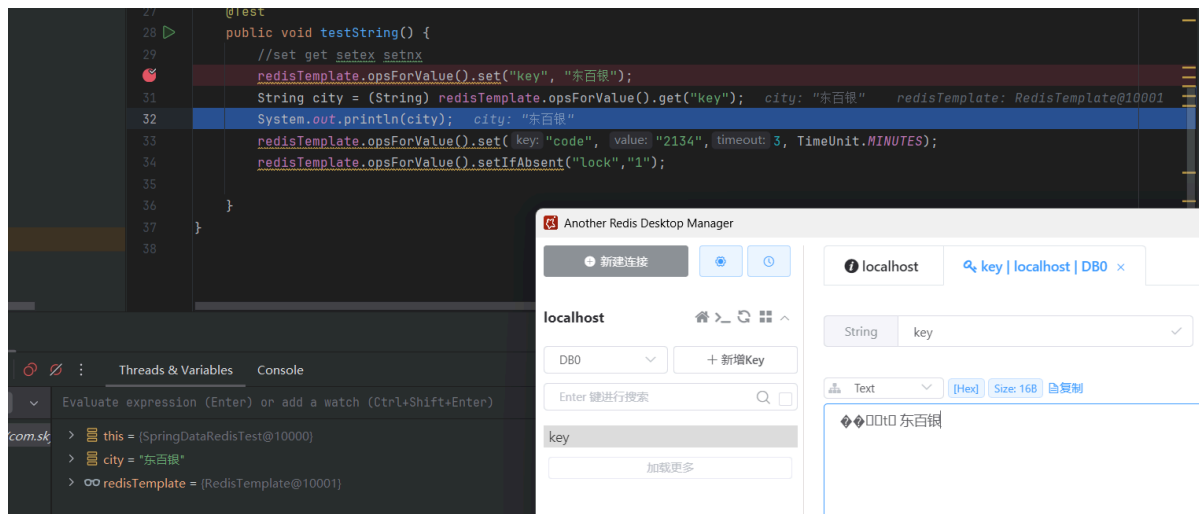 27 @Test
28 public void testString() {
29 //set get setex setnx
redisTemplate.opsForValue().set("key", "东百银");
31 String city = (String) redisTemplate.opsForValue().get("key"); city: "东百银" redisTemplate: RedisTemplate@10001
32 System.out.println(city); city: "东百银"
33 redisTemplate.opsForValue().set( key: "code", value: "2134", timeout: 3, TimeUnit.MINUTES);
34 redisTemplate.opsForValue().setIfAbsent("lock","1");
35
36 }
37 }
38
Threads & Variables Console
Evaluate expression (Enter) or add a watch (Ctrl+Shift+Enter)
/com.sk
this = {SpringDataRedisTest@10000}
city = "东百银"
redisTemplate = {RedisTemplate@10001}
Another Redis Desktop Manager
新建连接
localhost
DB0
新增Key
Enter 键进行搜索
key
加载更多
localhost key | localhost | DB0 ×
String key
Text [Hex] Size: 16B 复制
��□□t□ 东百银